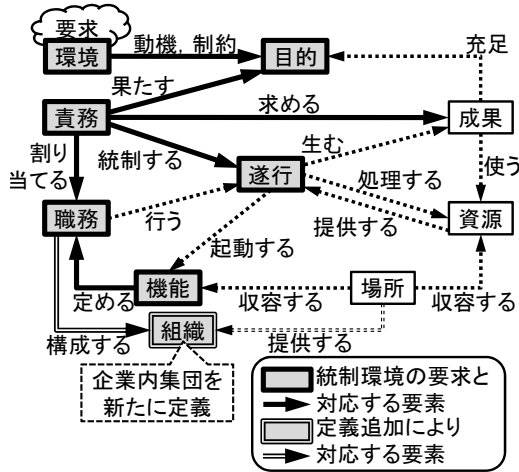 要求
環境
動機，制約
目的
充足
果たす
責務
求める
成果
割り
当てる
統制する
生む
使う
遂行
処理する
職務
行う
提供する
資源
起動する
定める
機能
収容する
場所
収容する
構成する
組織
提供する
企業内集団を
新たに定義
統制環境の要求と
対応する要素
定義追加により
対応する要素